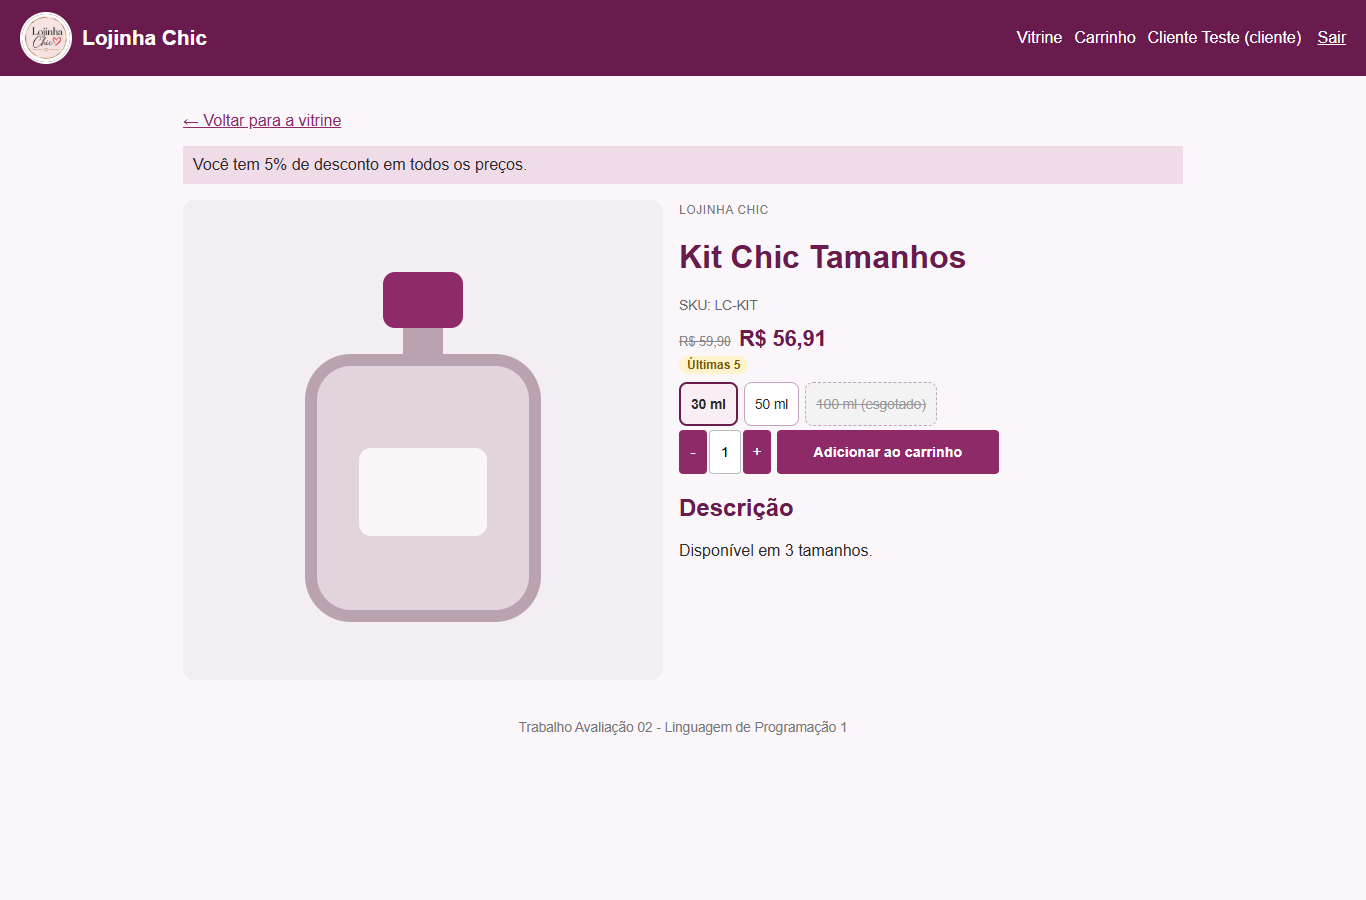 Lojinha Chic
Lojinha Chic
Vitrine Carrinho Cliente Teste (cliente) Sair
← Voltar para a vitrine
Você tem 5% de desconto em todos os preços.
LOJINHA CHIC
Kit Chic Tamanhos
SKU: LC-KIT
R$ 59,90 R$ 56,91
Últimas 5
30 ml 50 ml 100 ml (esgotado)
- 1 + Adicionar ao carrinho
Descrição
Disponível em 3 tamanhos.
Trabalho Avaliação 02 - Linguagem de Programação 1